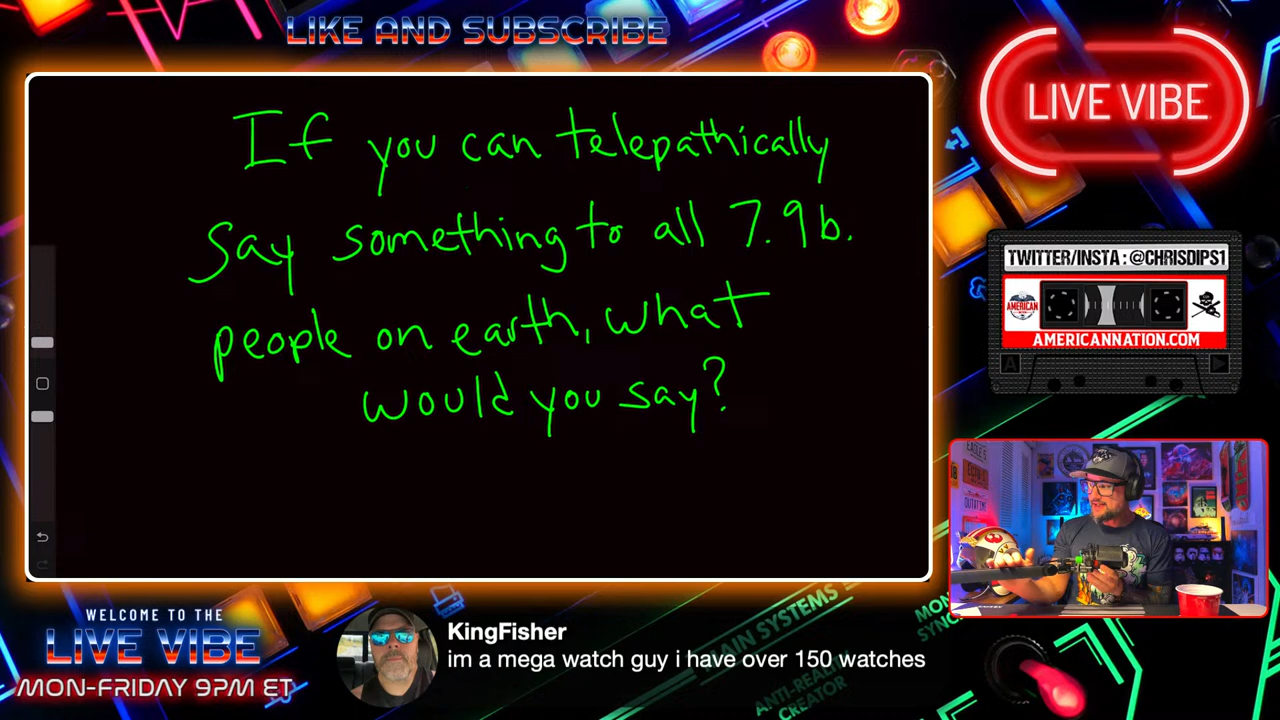 LIKE AND SUBSCRIBE
If you can telepathically
say something to all 7.9b.
people on earth, what
would you say?
LIVE VIBE
TWITTER/INSTA : @CHRISDIPS1
AMERICAN
AMERICANNATION.COM
A
WELCOME TO THE
LIVE VIBE
MON-FRIDAY 9PM ET
KingFisher
im a mega watch guy i have over 150 watches